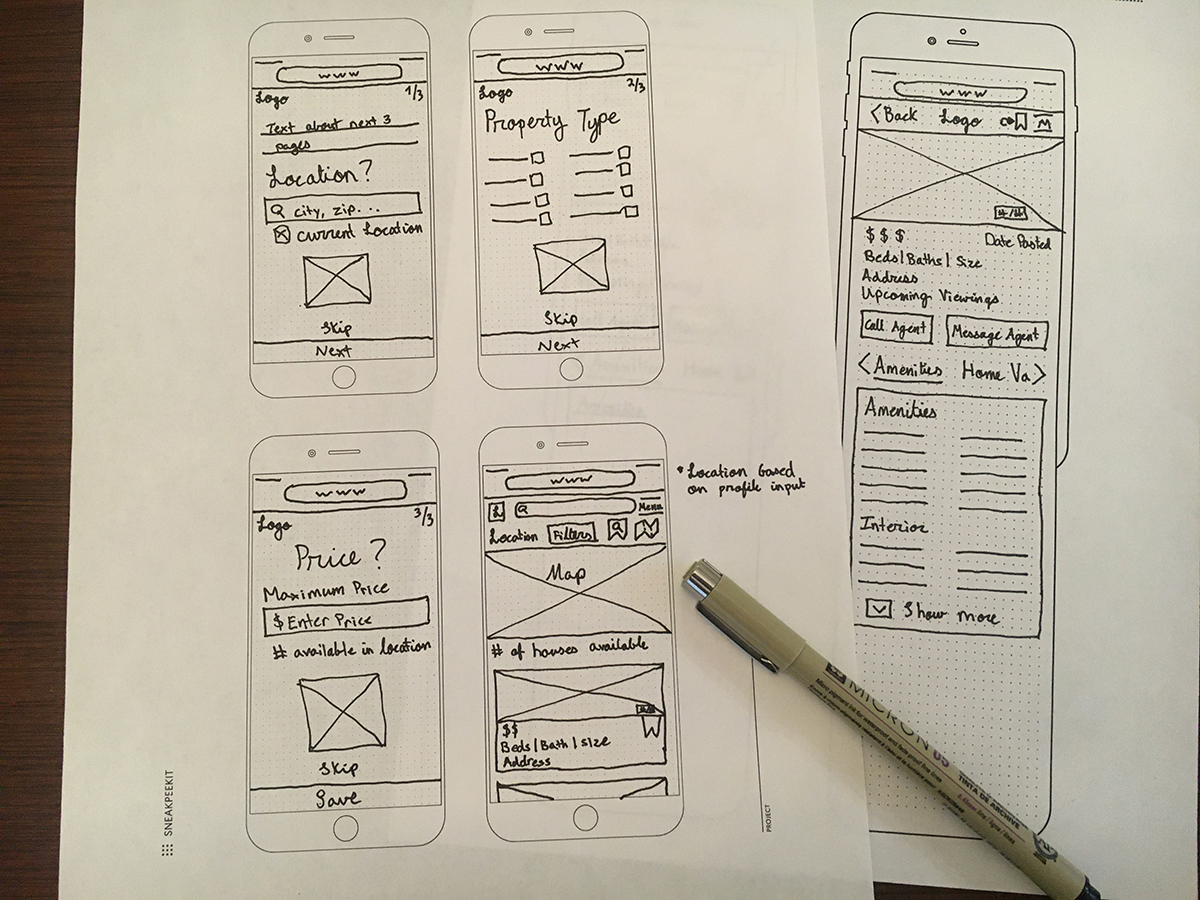 www
Logo
1/3
Text about next 3
pages
Location?
city, zip...
current Location
Skip
Next
www
Logo
2/3
Property Type
Skip
Next
www
Logo
3/3
Price?
Maximum Price
$ Enter Price
# available in location
Skip
Save
www
L
Menu
Location
Filters
Map
# of houses available
#/#
$$
Beds | Bath | size
Address
* Location based
on profile input
www
< Back
Logo
M
#/#
$ $ $
Date Posted
Beds | Baths | Size
Address
Upcoming Viewings
Call Agent
Message Agent
< Amenities
Home Va >
Amenities
Interior
Show more
SNEAKPEEKIT
PROJECT
MICRON 05
TINTA DE ARCHIVE